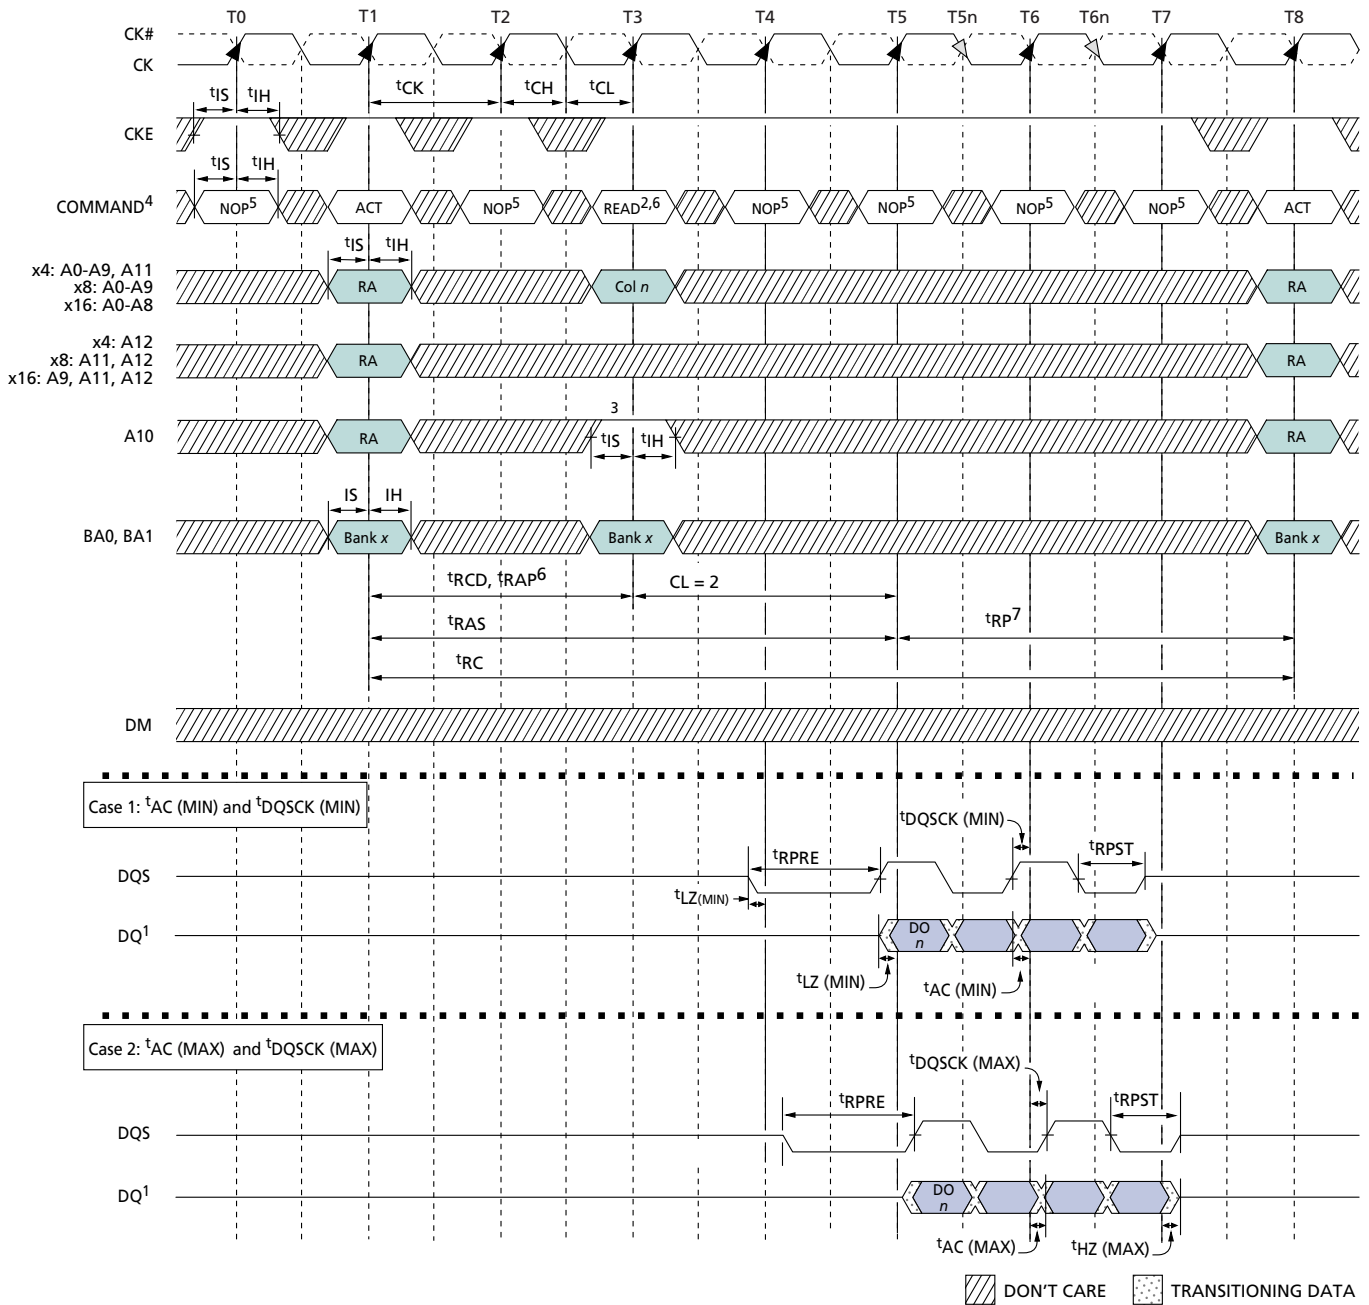 T0 T1 T2 T3 T4 T5 T5n T6 T6n T7 T8
CK#
CK
tCK tCH tCL
tIS tIH
CKE
tIS tIH
COMMAND4 NOP5 ACT NOP5 READ2,6 NOP5 NOP5 NOP5 NOP5 ACT
tIS tIH
x4: A0-A9, A11
x8: A0-A9
x16: A0-A8
RA Col n RA
x4: A12
x8: A11, A12
x16: A9, A11, A12
RA RA
3
A10 RA tIS tIH RA
IS IH
BA0, BA1 Bank x Bank x Bank x
tRCD, tRAP6 CL = 2
tRAS tRP7
tRC
DM
Case 1: tAC (MIN) and tDQSCK (MIN)
tDQSCK (MIN)
tRPRE tRPST
DQS
tLZ(MIN)
DQ1 DO
n
tLZ (MIN) tAC (MIN)
Case 2: tAC (MAX) and tDQSCK (MAX)
tDQSCK (MAX)
tRPRE tRPST
DQS
DQ1 DO
n
tAC (MAX) tHZ (MAX)
DON'T CARE TRANSITIONING DATA